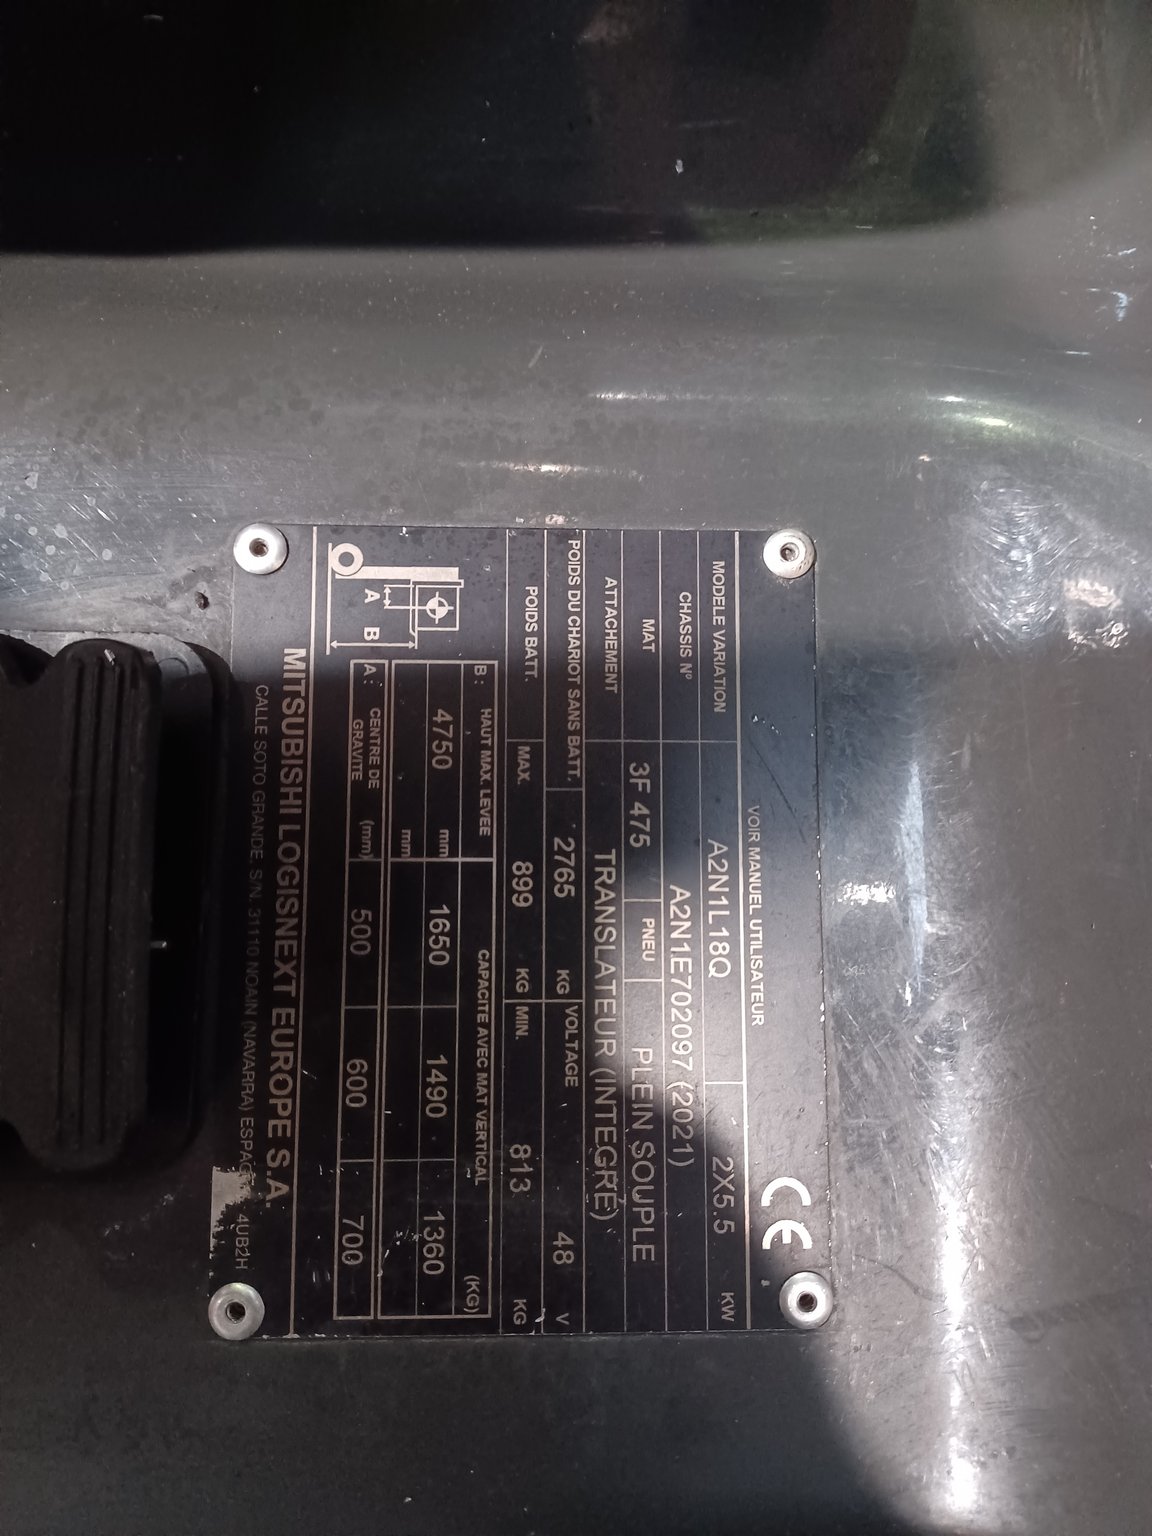 VOIR MANUEL UTILISATEUR
CE
MODELE VARIATION A2N1L18Q 2X5.5 KW
CHASSIS N° A2N1E702097 (2021)
MAT 3F 475 PNEU PLEIN SOUPLE
ATTACHEMENT TRANSLATEUR (INTEGRÉ)
POIDS DU CHARIOT SANS BATT. 2765 KG VOLTAGE 48 V
POIDS BATT. MAX. 899 KG MIN. 813 KG
B: HAUT MAX. LEVÉE CAPACITE AVEC MAT VERTICAL (KG)
4750 mm 1650 1490 1360
mm
A: CENTRE DE GRAVITE (mm) 500 600 700
A B
MITSUBISHI LOGISNEXT EUROPE S.A.
CALLE SOTO GRANDE, S/N. 31110 NOAIN (NAVARRA) 4UB2H